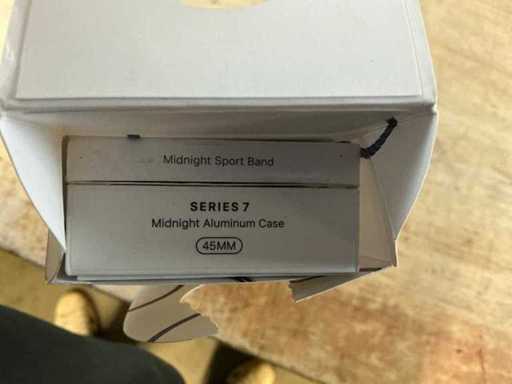 Midnight Sport Band
SERIES 7
Midnight Aluminum Case
45MM